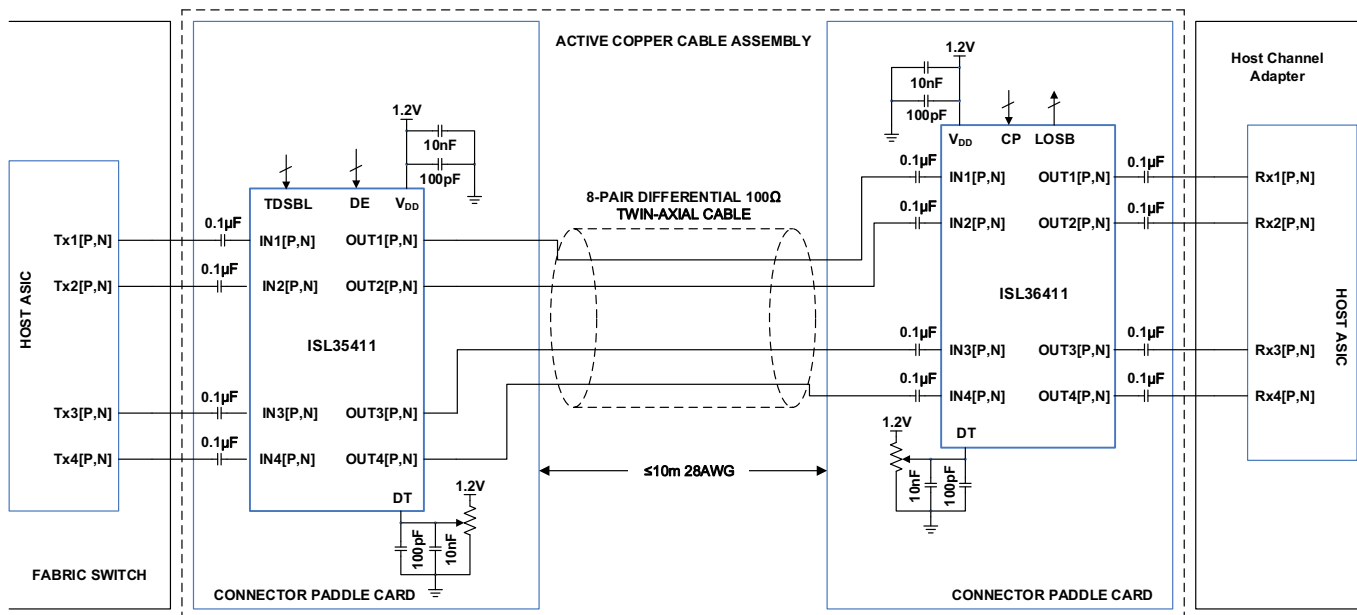 ACTIVE COPPER CABLE ASSEMBLY
HOST ASIC
Tx1[P,N]
Tx2[P,N]
Tx3[P,N]
Tx4[P,N]
FABRIC SWITCH
0.1µF
0.1µF
0.1µF
0.1µF
1.2V
10nF
100pF
TDSBL DE VDD
IN1[P,N] OUT1[P,N]
IN2[P,N] OUT2[P,N]
ISL35411
IN3[P,N] OUT3[P,N]
IN4[P,N] OUT4[P,N]
DT
1.2V
100pF
10nF
CONNECTOR PADDLE CARD
8-PAIR DIFFERENTIAL 100Ω
TWIN-AXIAL CABLE
≤10m 28AWG
1.2V
10nF
100pF
0.1µF
0.1µF
0.1µF
0.1µF
VDD CP LOSB
IN1[P,N] OUT1[P,N]
IN2[P,N] OUT2[P,N]
ISL36411
IN3[P,N] OUT3[P,N]
IN4[P,N] OUT4[P,N]
DT
1.2V
10nF
100pF
CONNECTOR PADDLE CARD
0.1µF
0.1µF
0.1µF
0.1µF
Host Channel
Adapter
Rx1[P,N]
Rx2[P,N]
Rx3[P,N]
Rx4[P,N]
HOST ASIC